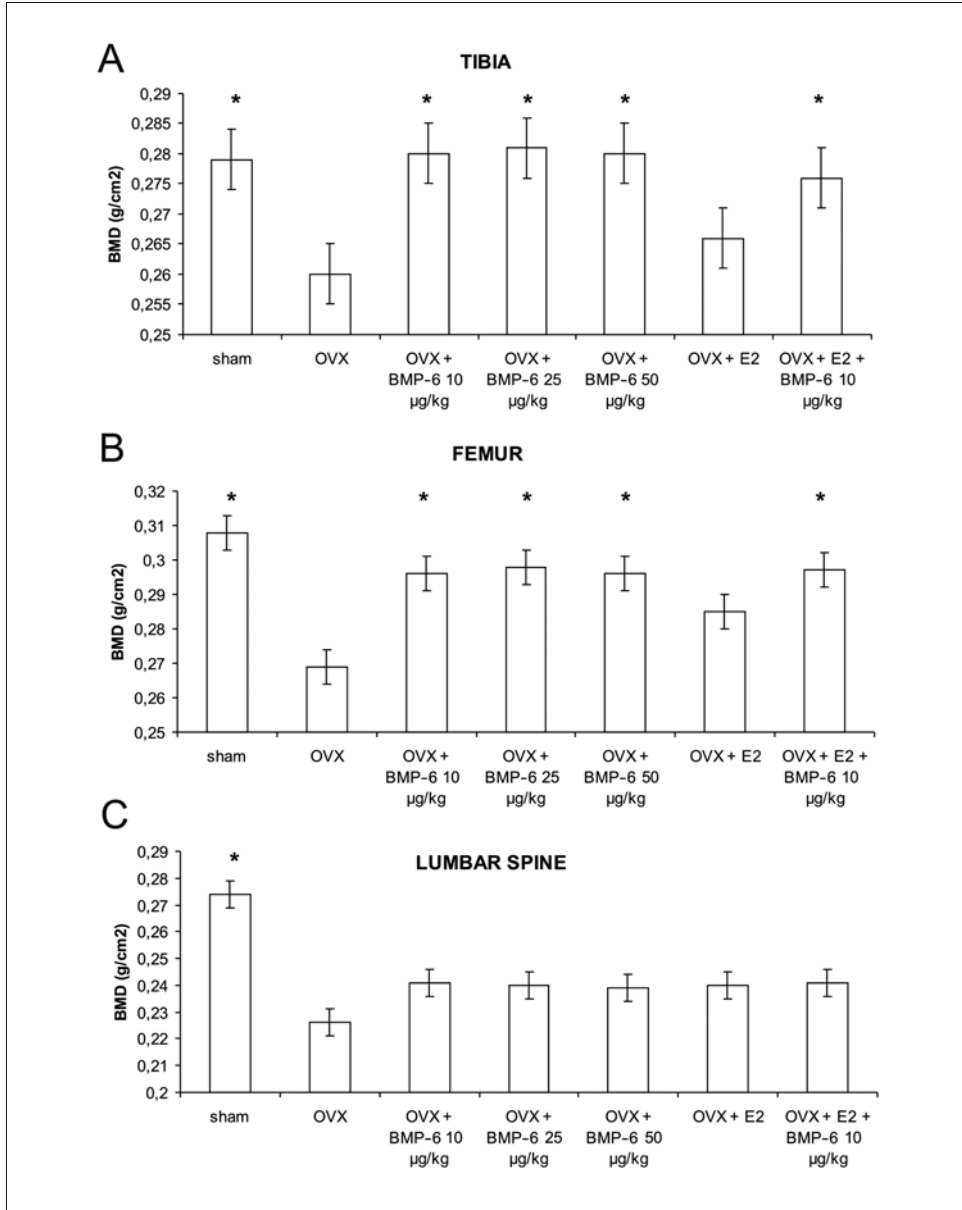 A
TIBIA
BMD (g/cm2)
0,29
0,285
0,28
0,275
0,27
0,265
0,26
0,255
0,25
* * * * *
sham OVX OVX + OVX + OVX + OVX + E2 OVX + E2 +
BMP-6 10 BMP-6 25 BMP-6 50 BMP-6 10
µg/kg µg/kg µg/kg µg/kg
B
FEMUR
BMD (g/cm2)
0,32
0,31
0,3
0,29
0,28
0,27
0,26
0,25
* * * * *
sham OVX OVX + OVX + OVX + OVX + E2 OVX + E2 +
BMP-6 10 BMP-6 25 BMP-6 50 BMP-6 10
µg/kg µg/kg µg/kg µg/kg
C
LUMBAR SPINE
BMD (g/cm2)
0,29
0,28
0,27
0,26
0,25
0,24
0,23
0,22
0,21
0,2
*
sham OVX OVX + OVX + OVX + OVX + E2 OVX + E2 +
BMP-6 10 BMP-6 25 BMP-6 50 BMP-6 10
µg/kg µg/kg µg/kg µg/kg